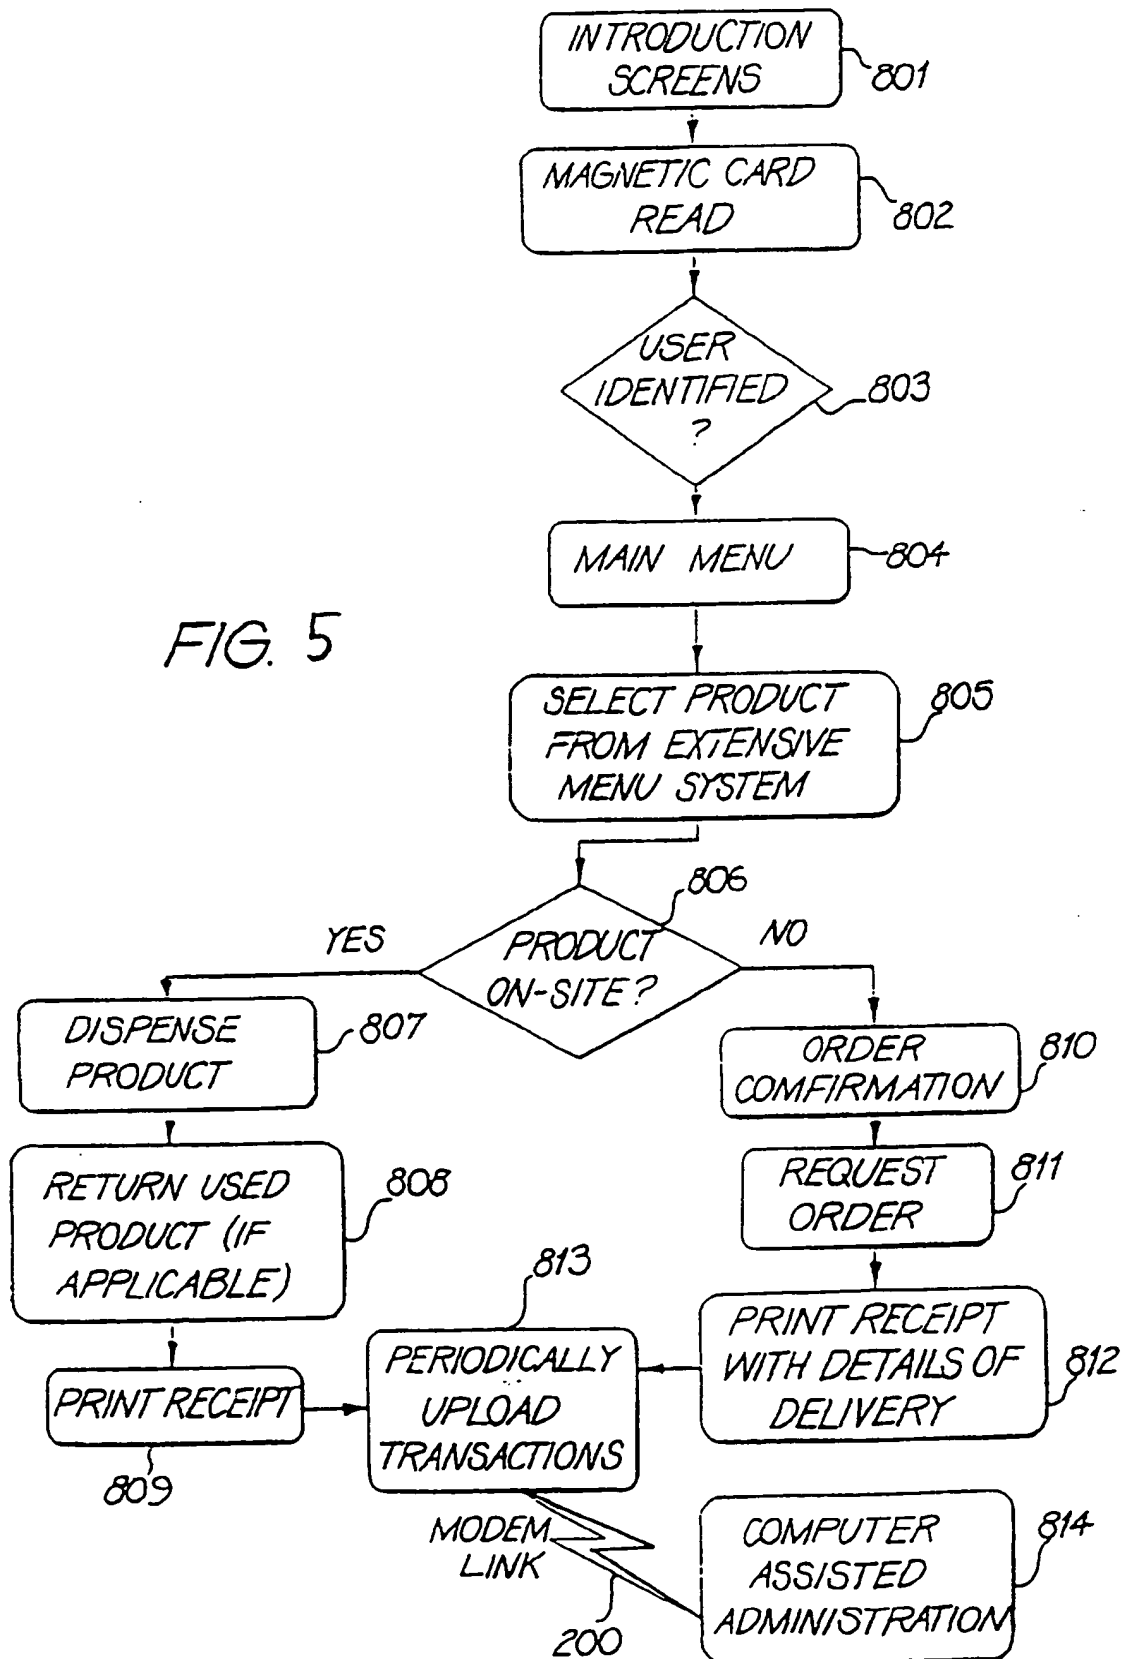 INTRODUCTION
SCREENS
801
MAGNETIC CARD
READ
802
USER
IDENTIFIED
?
803
MAIN MENU
804
FIG. 5
SELECT PRODUCT
FROM EXTENSIVE
MENU SYSTEM
805
806
PRODUCT
ON-SITE?
YES
NO
DISPENSE
PRODUCT
807
RETURN USED
PRODUCT (IF
APPLICABLE)
808
PRINT RECEIPT
809
ORDER
COMFIRMATION
810
REQUEST
ORDER
811
PRINT RECEIPT
WITH DETAILS OF
DELIVERY
812
813
PERIODICALLY
UPLOAD
TRANSACTIONS
MODEM
LINK
200
COMPUTER
ASSISTED
ADMINISTRATION
814